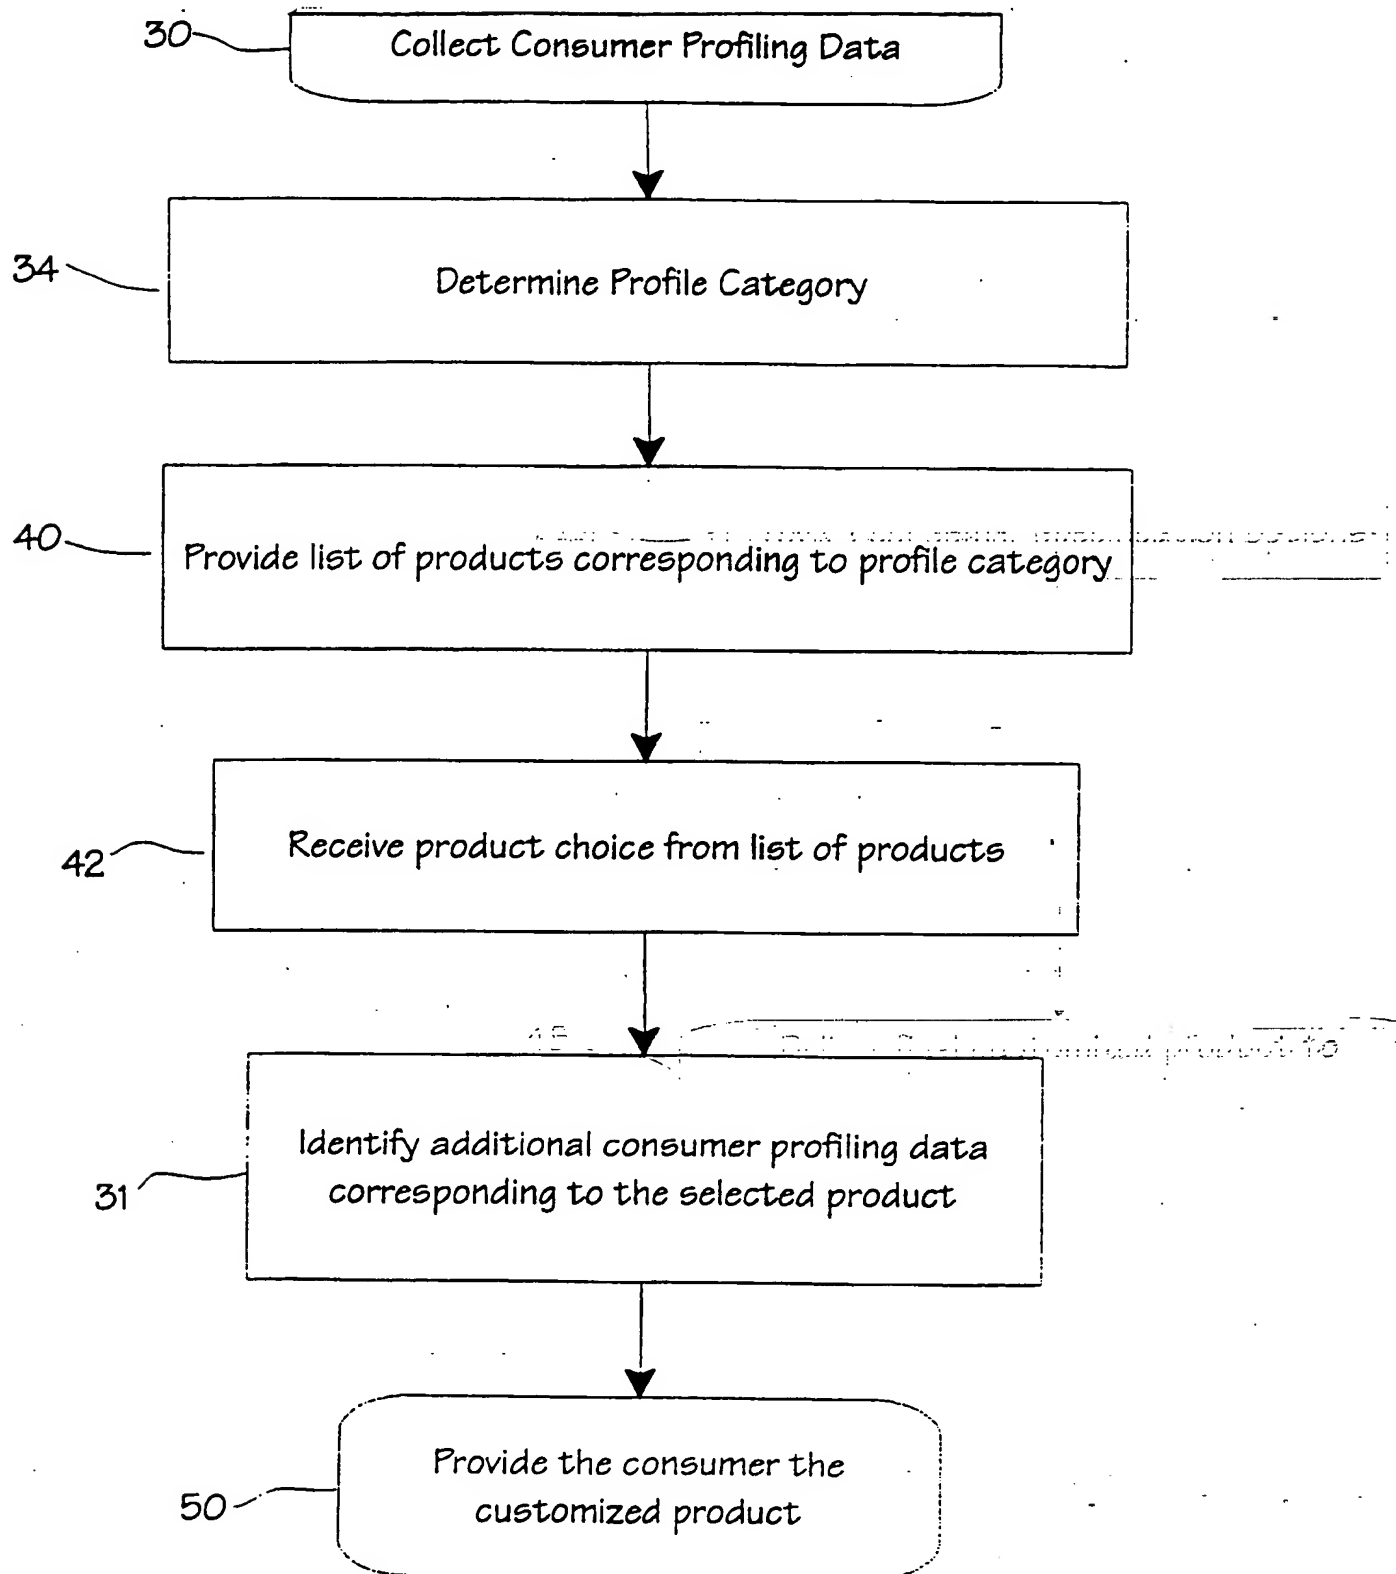 30
Collect Consumer Profiling Data
34
Determine Profile Category
40
Provide list of products corresponding to profile category
42
Receive product choice from list of products
31
Identify additional consumer profiling data
corresponding to the selected product
50
Provide the consumer the
customized product
product to